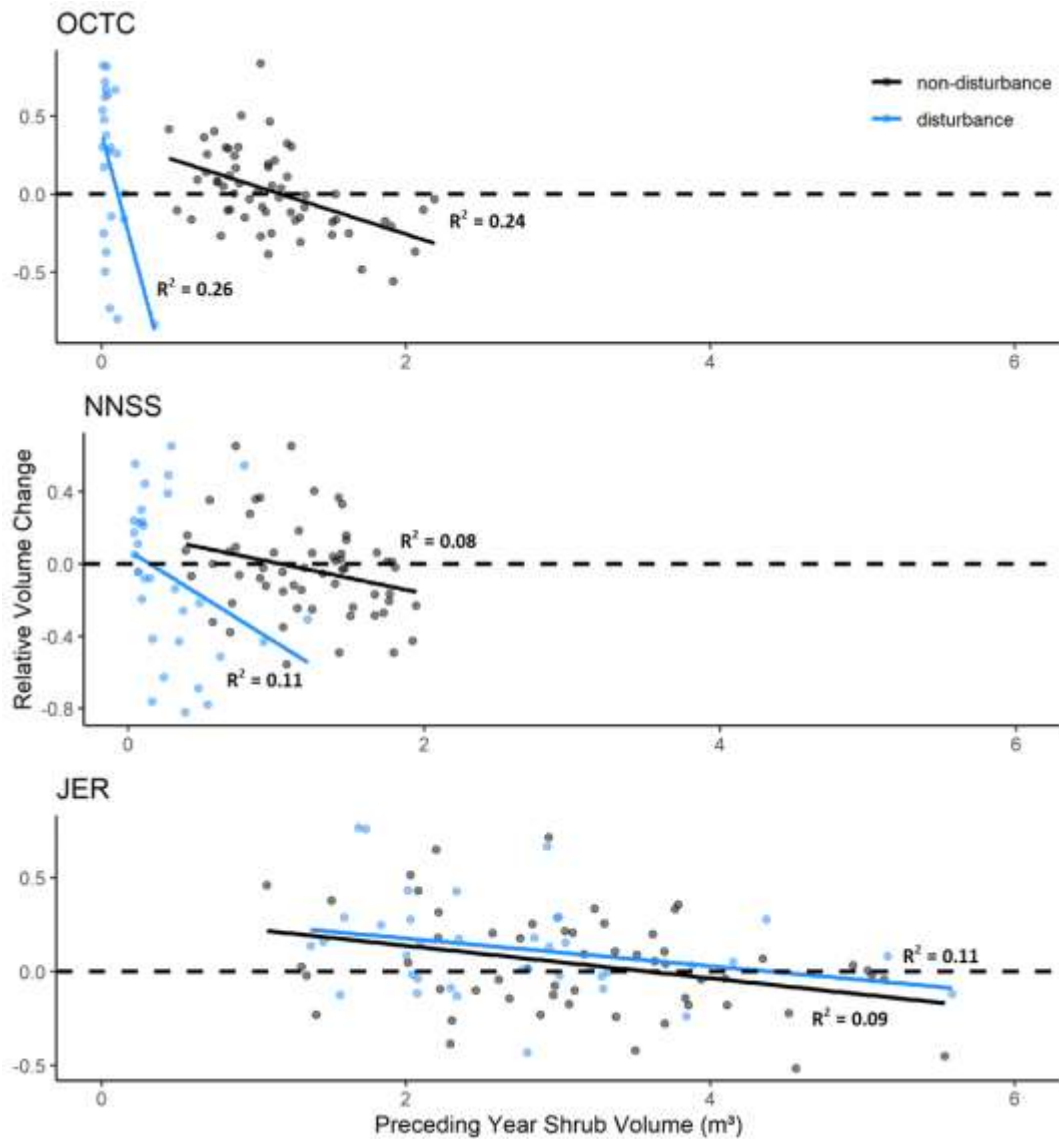 OCTC
non-disturbance
disturbance
0.5
0.0
-0.5
R² = 0.24
R² = 0.26
0 2 4 6
NNSS
Relative Volume Change
0.4
0.0
-0.4
-0.8
R² = 0.08
R² = 0.11
0 2 4 6
JER
0.5
0.0
-0.5
R² = 0.11
R² = 0.09
0 2 4 6
Preceding Year Shrub Volume (m³)